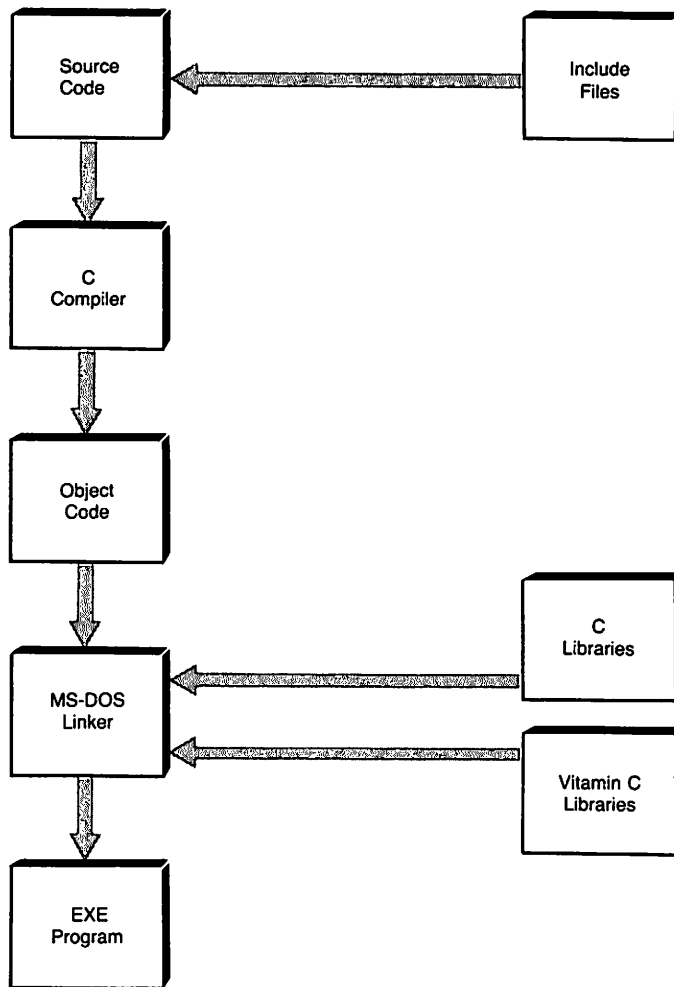 Source
Code
Include
Files
C
Compiler
Object
Code
C
Libraries
MS-DOS
Linker
Vitamin C
Libraries
EXE
Program